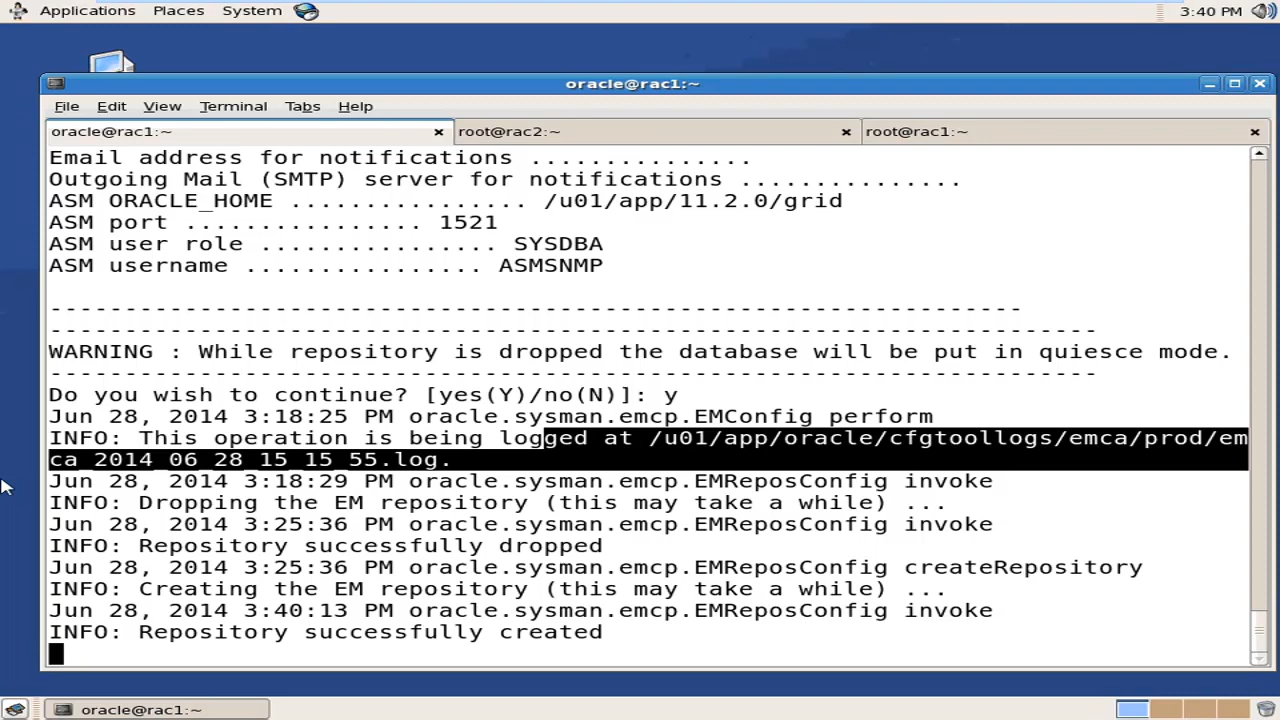 Applications Places System 3:40 PM
oracle@rac1:~
File Edit View Terminal Tabs Help
oracle@rac1:~ root@rac2:~ root@rac1:~
Email address for notifications ...............
Outgoing Mail (SMTP) server for notifications ...............
ASM ORACLE_HOME ................ /u01/app/11.2.0/grid
ASM port ................ 1521
ASM user role ................ SYSDBA
ASM username ................ ASMSNMP
-----------------------------------------------------------------
----------------------------------------------------------------------
WARNING : While repository is dropped the database will be put in quiesce mode.
----------------------------------------------------------------------
Do you wish to continue? [yes(Y)/no(N)]: y
Jun 28, 2014 3:18:25 PM oracle.sysman.emcp.EMConfig perform
INFO: This operation is being logged at /u01/app/oracle/cfgtoollogs/emca/prod/em
ca_2014_06_28_15_15_55.log.
Jun 28, 2014 3:18:29 PM oracle.sysman.emcp.EMReposConfig invoke
INFO: Dropping the EM repository (this may take a while) ...
Jun 28, 2014 3:25:36 PM oracle.sysman.emcp.EMReposConfig invoke
INFO: Repository successfully dropped
Jun 28, 2014 3:25:36 PM oracle.sysman.emcp.EMReposConfig createRepository
INFO: Creating the EM repository (this may take a while) ...
Jun 28, 2014 3:40:13 PM oracle.sysman.emcp.EMReposConfig invoke
INFO: Repository successfully created
oracle@rac1:~